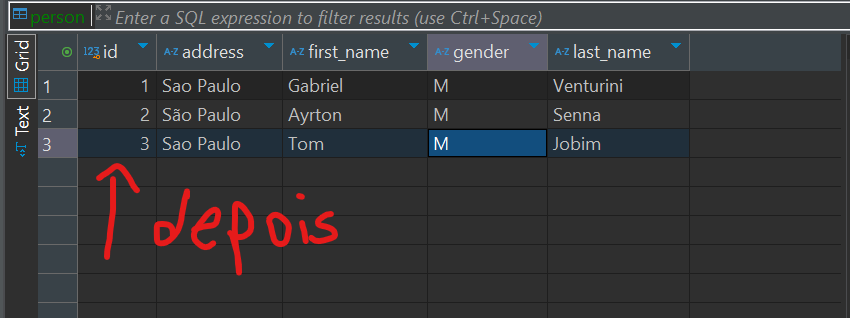 person Enter a SQL expression to filter results (use Ctrl+Space)
Grid
Text
123 id A-Z address A-Z first_name A-Z gender A-Z last_name
1 1 Sao Paulo Gabriel M Venturini
2 2 São Paulo Ayrton M Senna
3 3 Sao Paulo Tom M Jobim
depois